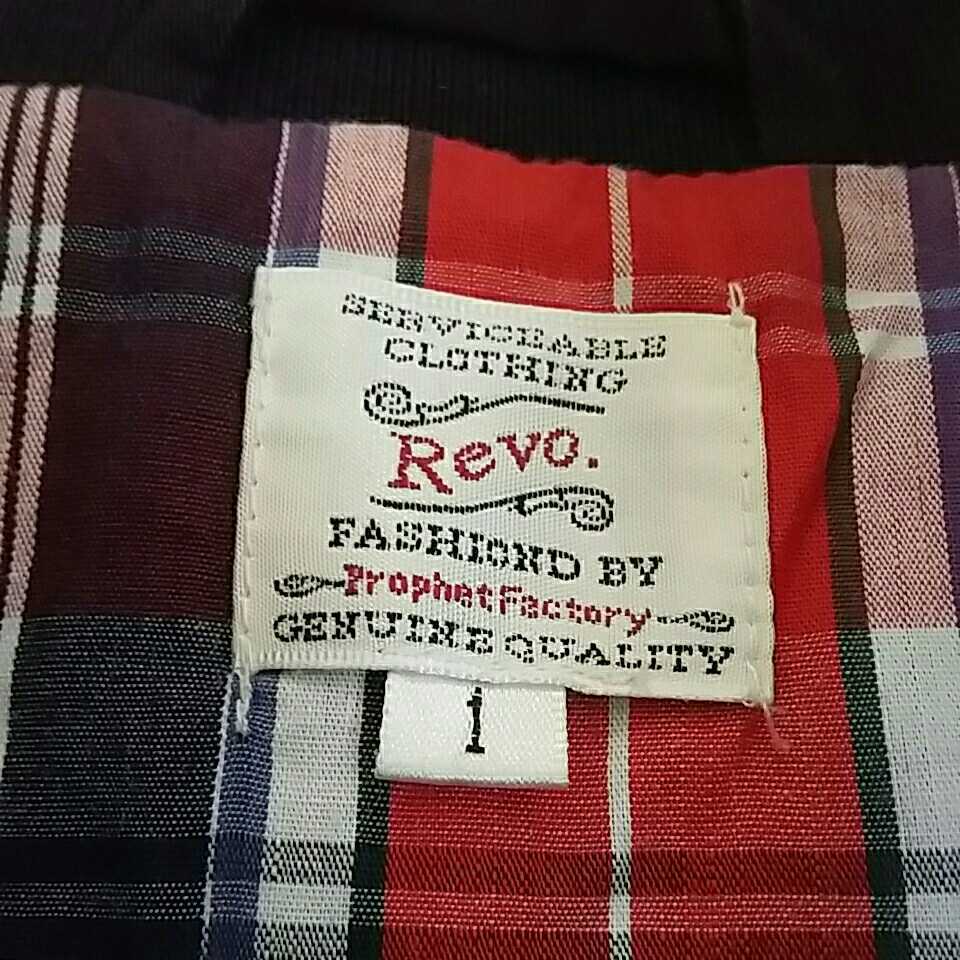 SERVICEABLE
CLOTHING
Revo.
FASHIOND BY
ProphetFactory
GENUINE QUALITY
1